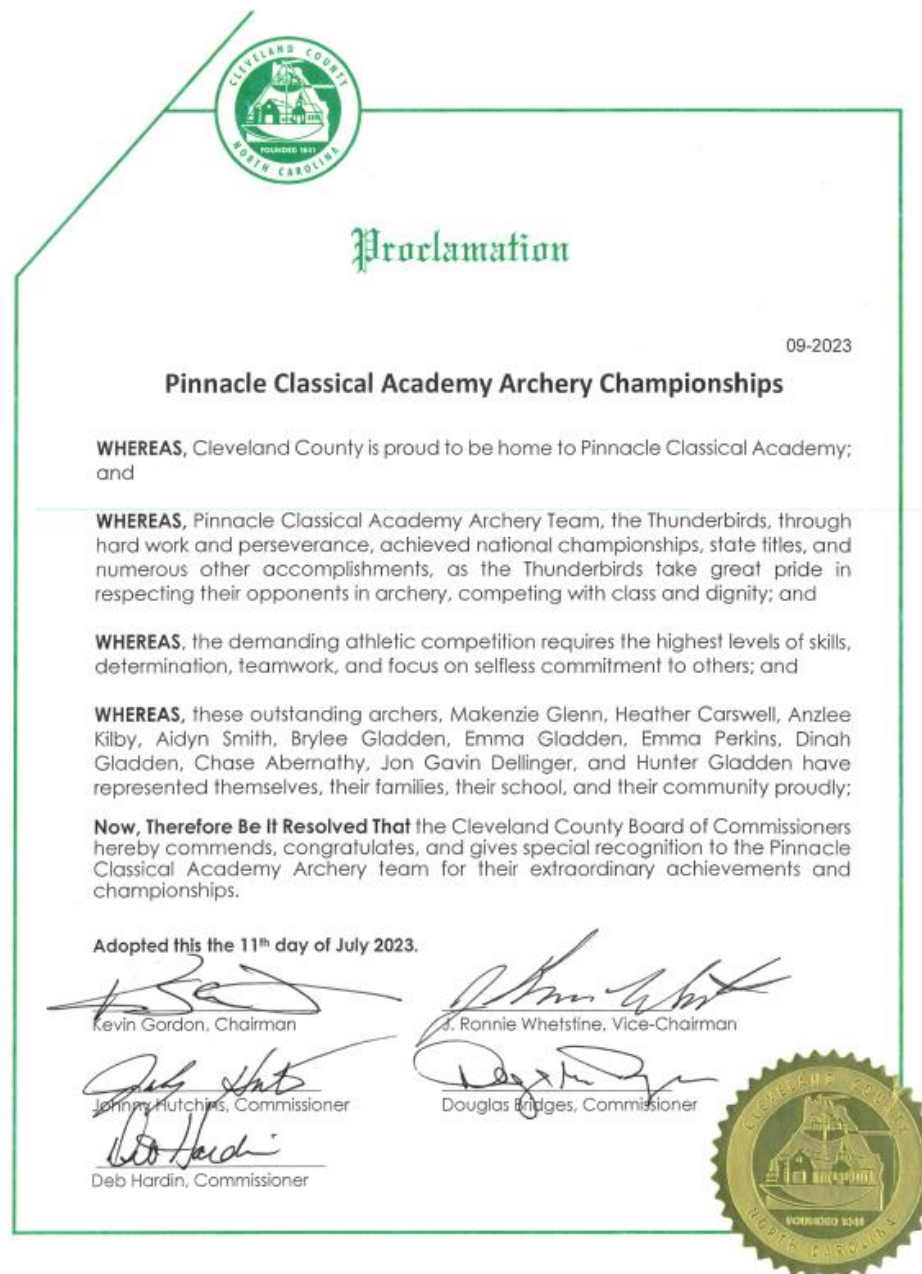 CLEVELAND COUNTY
FOUNDED 1841
NORTH CAROLINA
Proclamation
09-2023
Pinnacle Classical Academy Archery Championships
WHEREAS, Cleveland County is proud to be home to Pinnacle Classical Academy;
and
WHEREAS, Pinnacle Classical Academy Archery Team, the Thunderbirds, through
hard work and perseverance, achieved national championships, state titles, and
numerous other accomplishments, as the Thunderbirds take great pride in
respecting their opponents in archery, competing with class and dignity; and
WHEREAS, the demanding athletic competition requires the highest levels of skills,
determination, teamwork, and focus on selfless commitment to others; and
WHEREAS, these outstanding archers, Makenzie Glenn, Heather Carswell, Anzlee
Kilby, Aidyn Smith, Brylee Gladden, Emma Gladden, Emma Perkins, Dinah
Gladden, Chase Abernathy, Jon Gavin Dellinger, and Hunter Gladden have
represented themselves, their families, their school, and their community proudly;
Now, Therefore Be It Resolved That the Cleveland County Board of Commissioners
hereby commends, congratulates, and gives special recognition to the Pinnacle
Classical Academy Archery team for their extraordinary achievements and
championships.
Adopted this the 11th day of July 2023.
Kevin Gordon, Chairman
J. Ronnie Whetstine, Vice-Chairman
Johnny Hutchins, Commissioner
Douglas Bridges, Commissioner
Deb Hardin
Deb Hardin, Commissioner
CLEVELAND COUNTY
FOUNDED 1841
NORTH CAROLINA